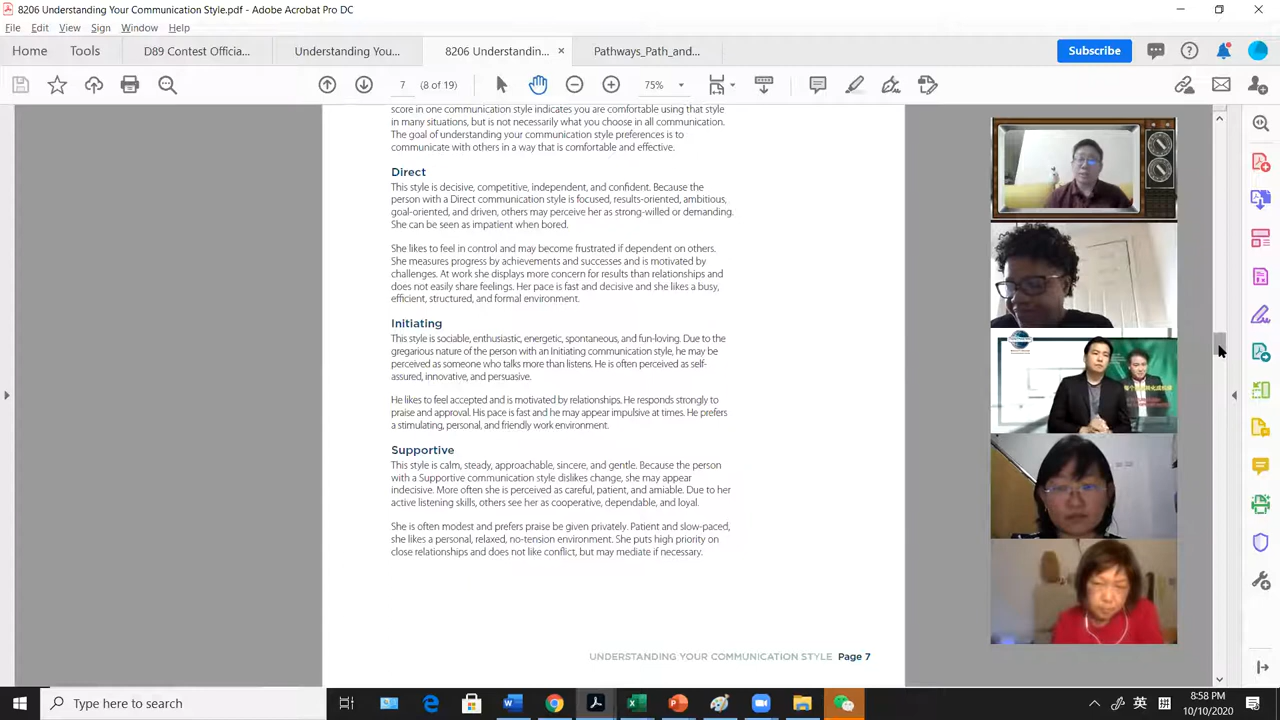 8206 Understanding Your Communication Style.pdf - Adobe Acrobat Pro DC
File Edit View Sign Window Help
Home Tools D89 Contest Officia... Understanding You... 8206 Understandin... × Pathways_Path_and... Subscribe
7 (8 of 19) 75%
score in one communication style indicates you are comfortable using that style
in many situations, but is not necessarily what you choose in all communication.
The goal of understanding your communication style preferences is to
communicate with others in a way that is comfortable and effective.
Direct
This style is decisive, competitive, independent, and confident. Because the
person with a Direct communication style is focused, results-oriented, ambitious,
goal-oriented, and driven, others may perceive her as strong-willed or demanding.
She can be seen as impatient when bored.
She likes to feel in control and may become frustrated if dependent on others.
She measures progress by achievements and successes and is motivated by
challenges. At work she displays more concern for results than relationships and
does not easily share feelings. Her pace is fast and decisive and she likes a busy,
efficient, structured, and formal environment.
Initiating
This style is sociable, enthusiastic, energetic, spontaneous, and fun-loving. Due to the
gregarious nature of the person with an Initiating communication style, he may be
perceived as someone who talks more than listens. He is often perceived as self-
assured, innovative, and persuasive.
He likes to feel accepted and is motivated by relationships. He responds strongly to
praise and approval. His pace is fast and he may appear impulsive at times. He prefers
a stimulating, personal, and friendly work environment.
Supportive
This style is calm, steady, approachable, sincere, and gentle. Because the person
with a Supportive communication style dislikes change, she may appear
indecisive. More often she is perceived as careful, patient, and amiable. Due to her
active listening skills, others see her as cooperative, dependable, and loyal.
She is often modest and prefers praise be given privately. Patient and slow-paced,
she likes a personal, relaxed, no-tension environment. She puts high priority on
close relationships and does not like conflict, but may mediate if necessary.
UNDERSTANDING YOUR COMMUNICATION STYLE Page 7
Type here to search
英 拼
8:58 PM
10/10/2020